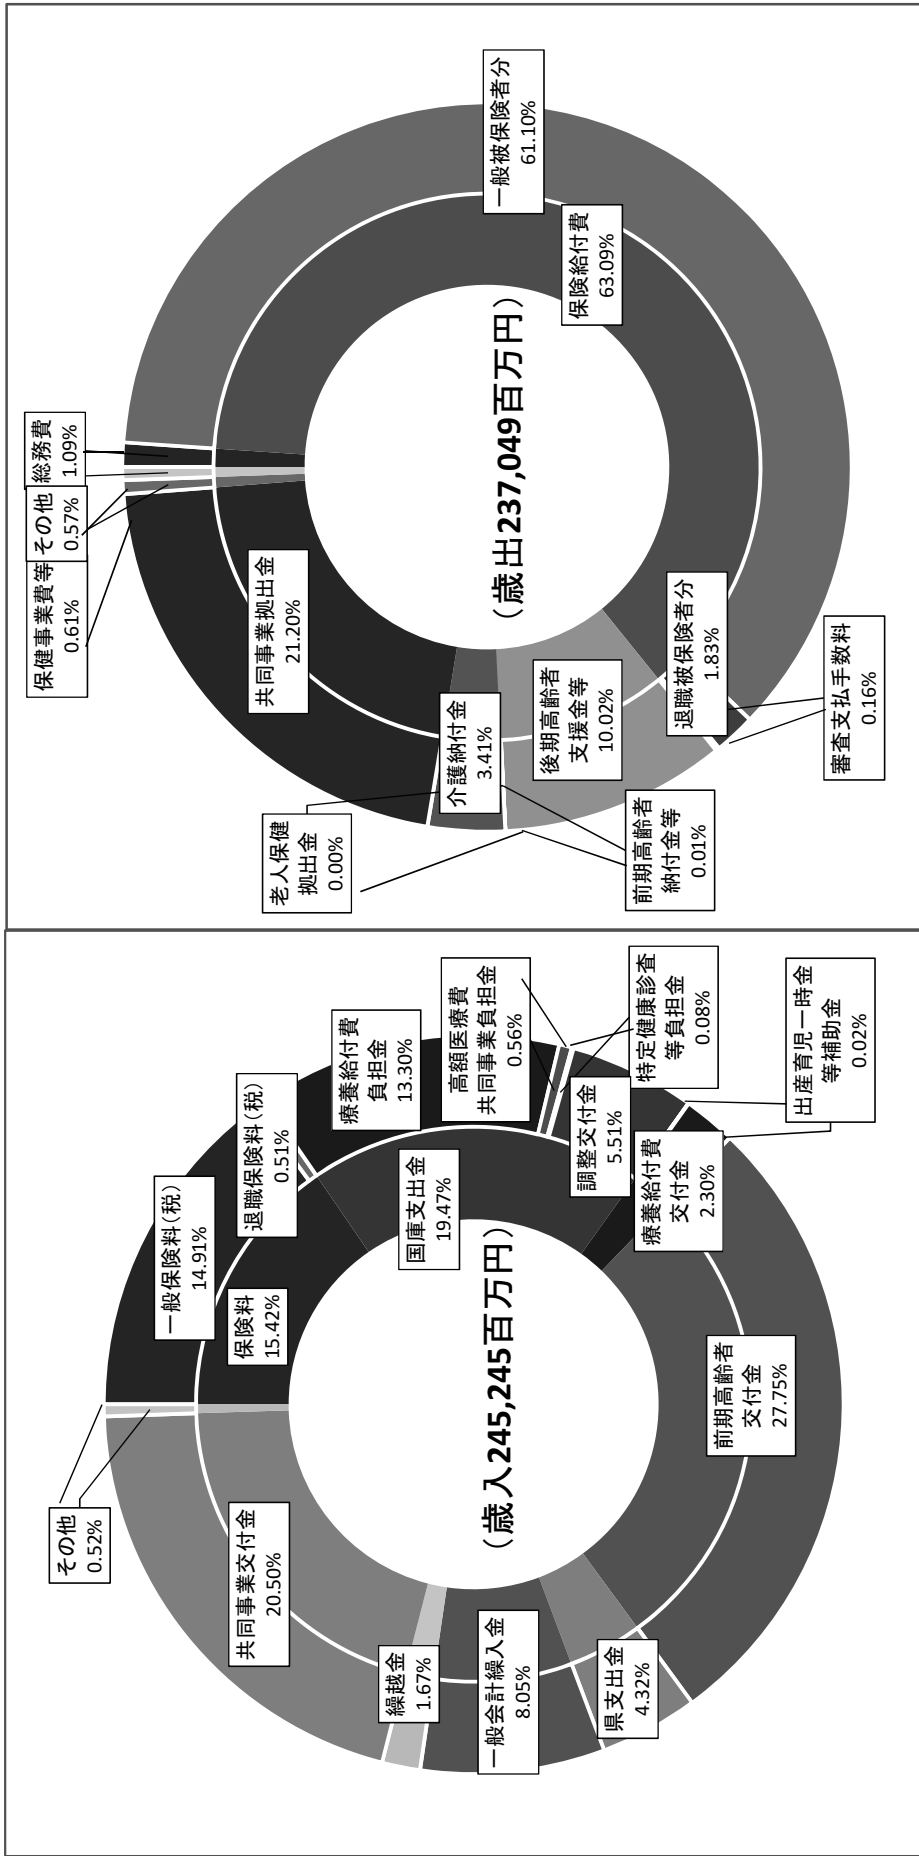 (歳入245,245百万円)
一般保険料(税)
14.91%
退職保険料(税)
0.51%
保険料
15.42%
療養給付費
負担金
13.30%
国庫支出金
19.47%
高額医療費
共同事業負担金
0.56%
特定健康診査
等負担金
0.08%
調整交付金
5.51%
出産育児一時金
等補助金
0.02%
療養給付費
交付金
2.30%
前期高齢者
交付金
27.75%
県支出金
4.32%
一般会計繰入金
8.05%
繰越金
1.67%
共同事業交付金
20.50%
その他
0.52%
(歳出237,049百万円)
総務費
1.09%
一般被保険者分
61.10%
保険給付費
63.09%
退職被保険者分
1.83%
審査支払手数料
0.16%
後期高齢者
支援金等
10.02%
前期高齢者
納付金等
0.01%
老人保健
拠出金
0.00%
介護納付金
3.41%
共同事業拠出金
21.20%
保健事業費等
0.61%
その他
0.57%